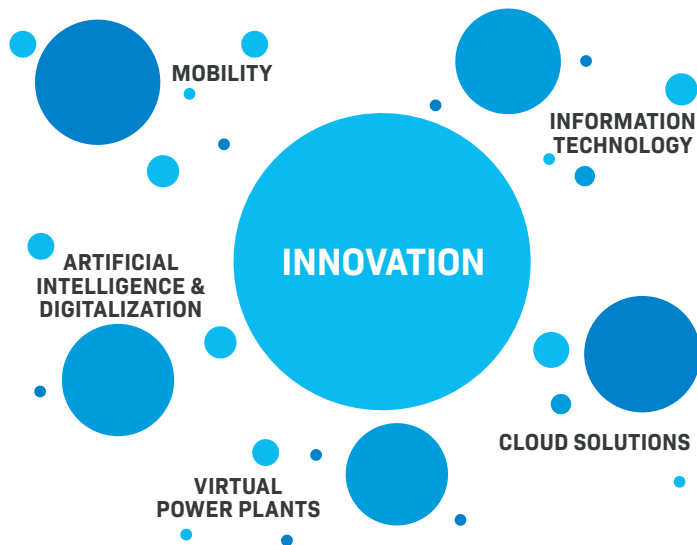 MOBILITY
INFORMATION
TECHNOLOGY
INNOVATION
ARTIFICIAL
INTELLIGENCE &
DIGITALIZATION
CLOUD SOLUTIONS
VIRTUAL
POWER PLANTS